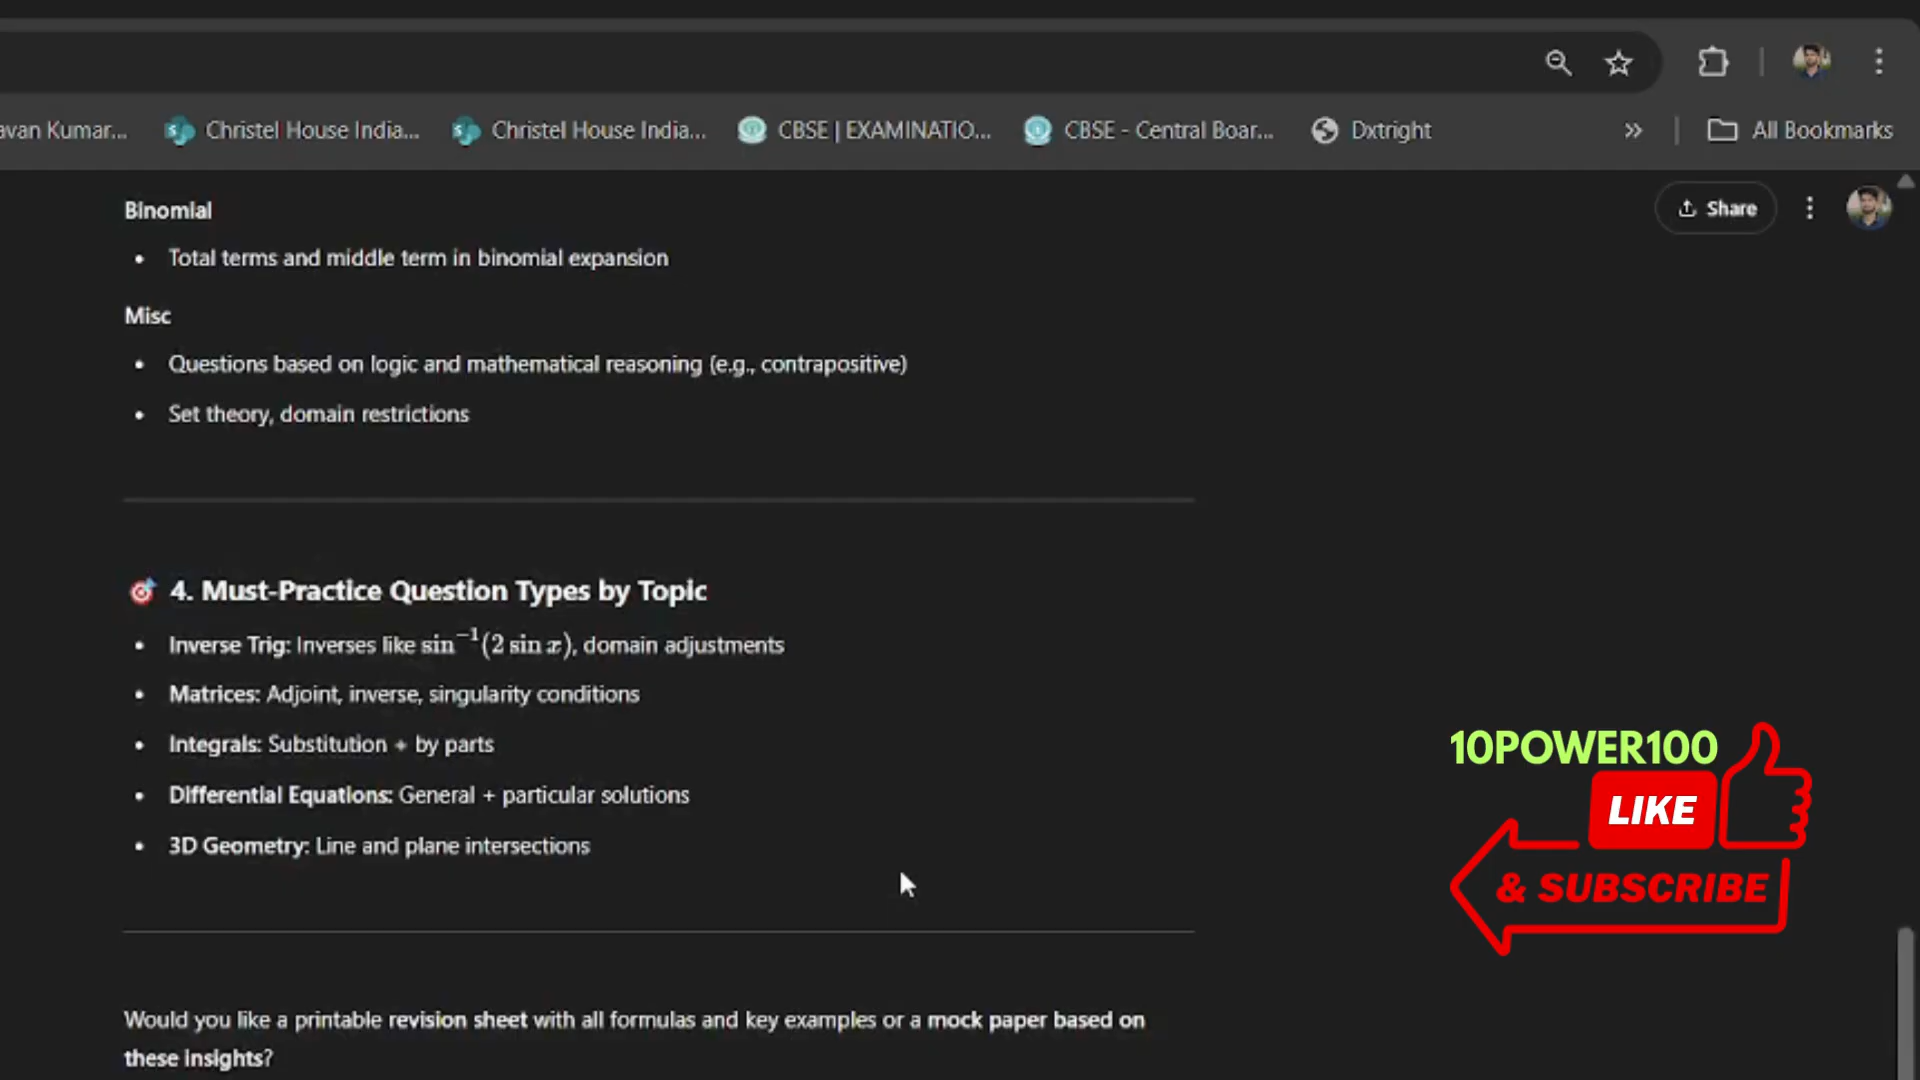 avan Kumar...
Christel House India...
Christel House India...
CBSE | EXAMINATIO...
CBSE - Central Boar...
Dxtright
»
All Bookmarks
Share
Binomial
• Total terms and middle term in binomial expansion
Misc
• Questions based on logic and mathematical reasoning (e.g., contrapositive)
• Set theory, domain restrictions
🎯 4. Must-Practice Question Types by Topic
• Inverse Trig: Inverses like sin⁻¹(2 sin x), domain adjustments
• Matrices: Adjoint, inverse, singularity conditions
• Integrals: Substitution + by parts
• Differential Equations: General + particular solutions
• 3D Geometry: Line and plane intersections
Would you like a printable revision sheet with all formulas and key examples or a mock paper based on
these insights?
10POWER100
LIKE
& SUBSCRIBE